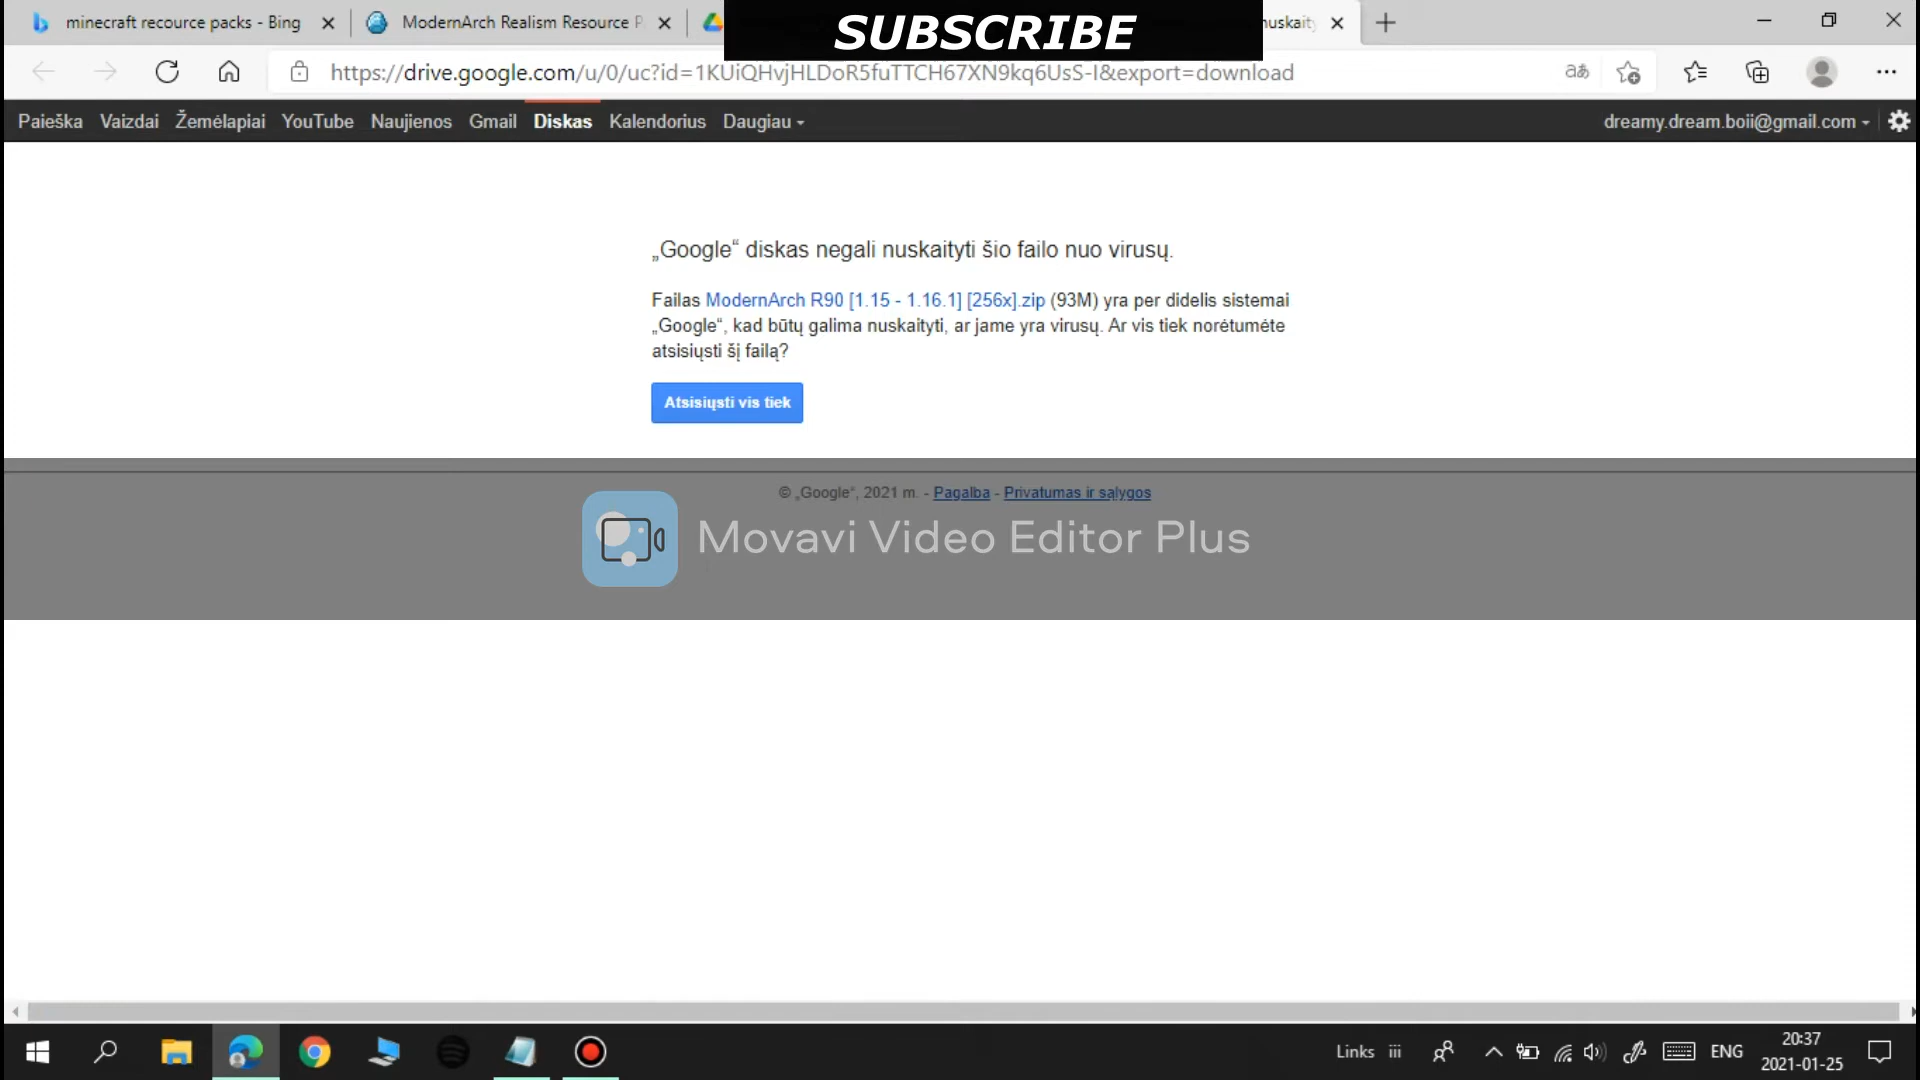 minecraft recource packs - Bing
ModernArch Realism Resource P
SUBSCRIBE
nuskaity
https://drive.google.com/u/0/uc?id=1KUiQHvjHLDoR5fuTTCH67XN9kq6UsS-I&export=download
Paieška Vaizdai Žemėlapiai YouTube Naujienos Gmail Diskas Kalendorius Daugiau
dreamy.dream.boii@gmail.com
„Google“ diskas negali nuskaityti šio failo nuo virusų.
Failas ModernArch R90 [1.15 - 1.16.1] [256x].zip (93M) yra per didelis sistemai
„Google“, kad būtų galima nuskaityti, ar jame yra virusų. Ar vis tiek norėtumėte
atsisiųsti šį failą?
Atsisiųsti vis tiek
© „Google“, 2021 m. - Pagalba - Privatumas ir sąlygos
Movavi Video Editor Plus
Links
ENG
20:37
2021-01-25